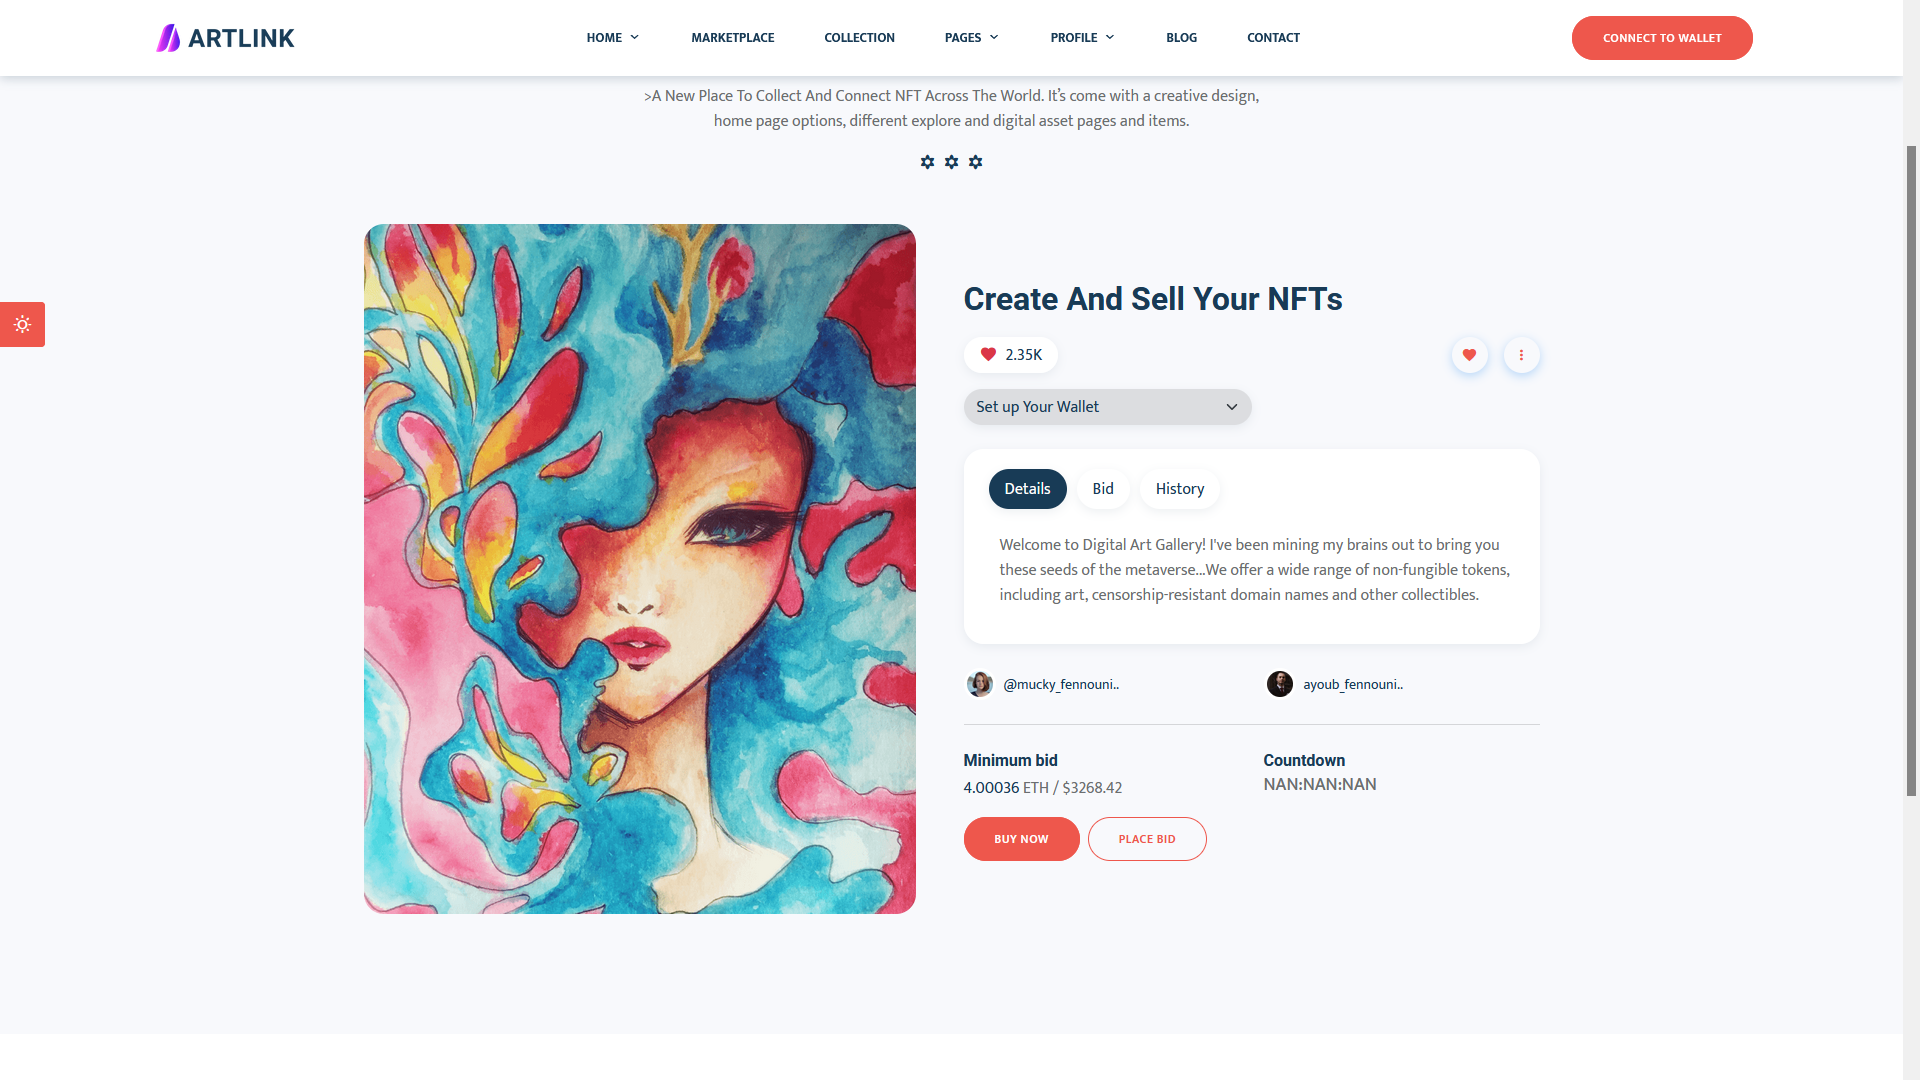 ARTLINK
HOME
MARKETPLACE
COLLECTION
PAGES
PROFILE
BLOG
CONTACT
CONNECT TO WALLET
>A New Place To Collect And Connect NFT Across The World. It's come with a creative design,
home page options, different explore and digital asset pages and items.
Create And Sell Your NFTs
2.35K
Set up Your Wallet
Details
Bid
History
Welcome to Digital Art Gallery! I've been mining my brains out to bring you
these seeds of the metaverse...We offer a wide range of non-fungible tokens,
including art, censorship-resistant domain names and other collectibles.
@mucky_fennouni..
ayoub_fennouni..
Minimum bid
4.00036 ETH / $3268.42
Countdown
NAN:NAN:NAN
BUY NOW
PLACE BID